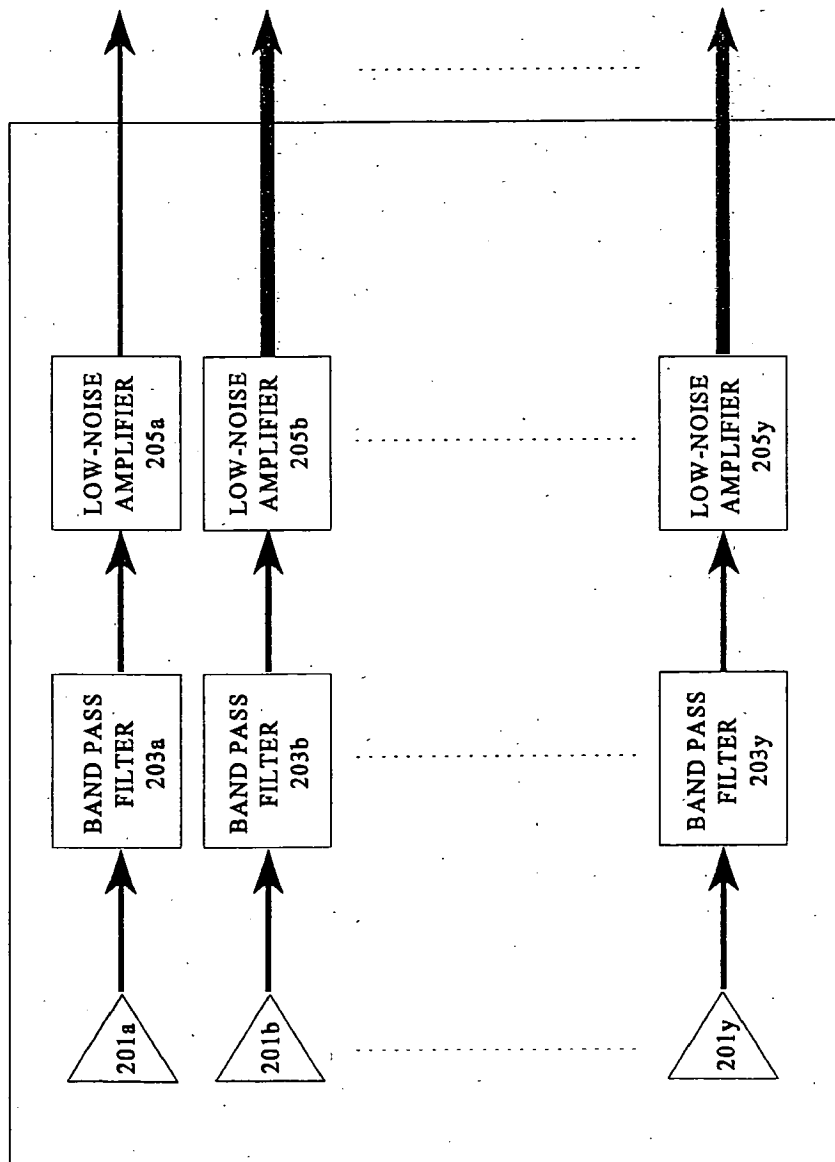 201a
BAND PASS
FILTER
203a
LOW-NOISE
AMPLIFIER
205a
201b
BAND PASS
FILTER
203b
LOW-NOISE
AMPLIFIER
205b
201y
BAND PASS
FILTER
203y
LOW-NOISE
AMPLIFIER
205y